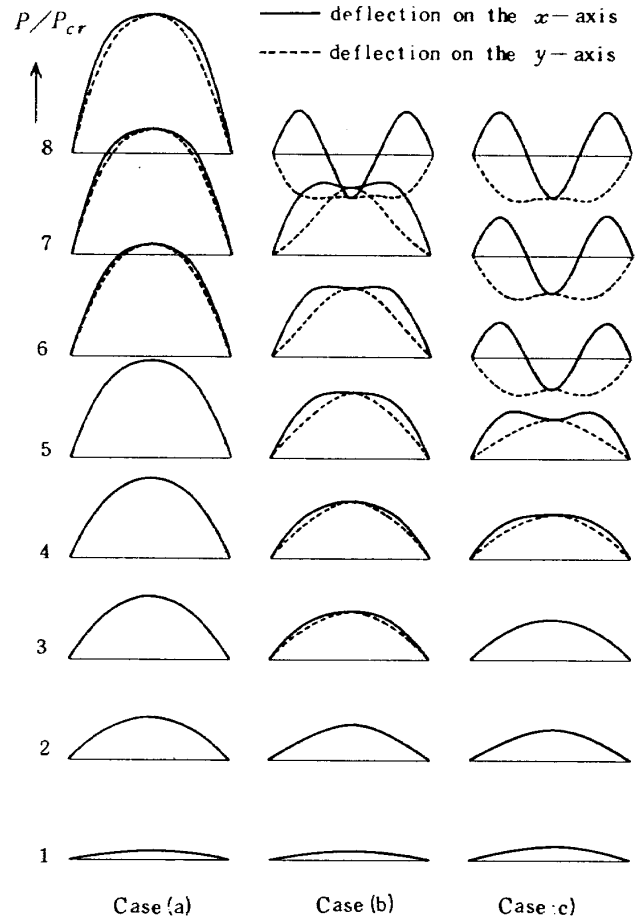 P/Pcr
deflection on the x-axis
deflection on the y-axis
8
7
6
5
4
3
2
1
Case (a)
Case (b)
Case (c)